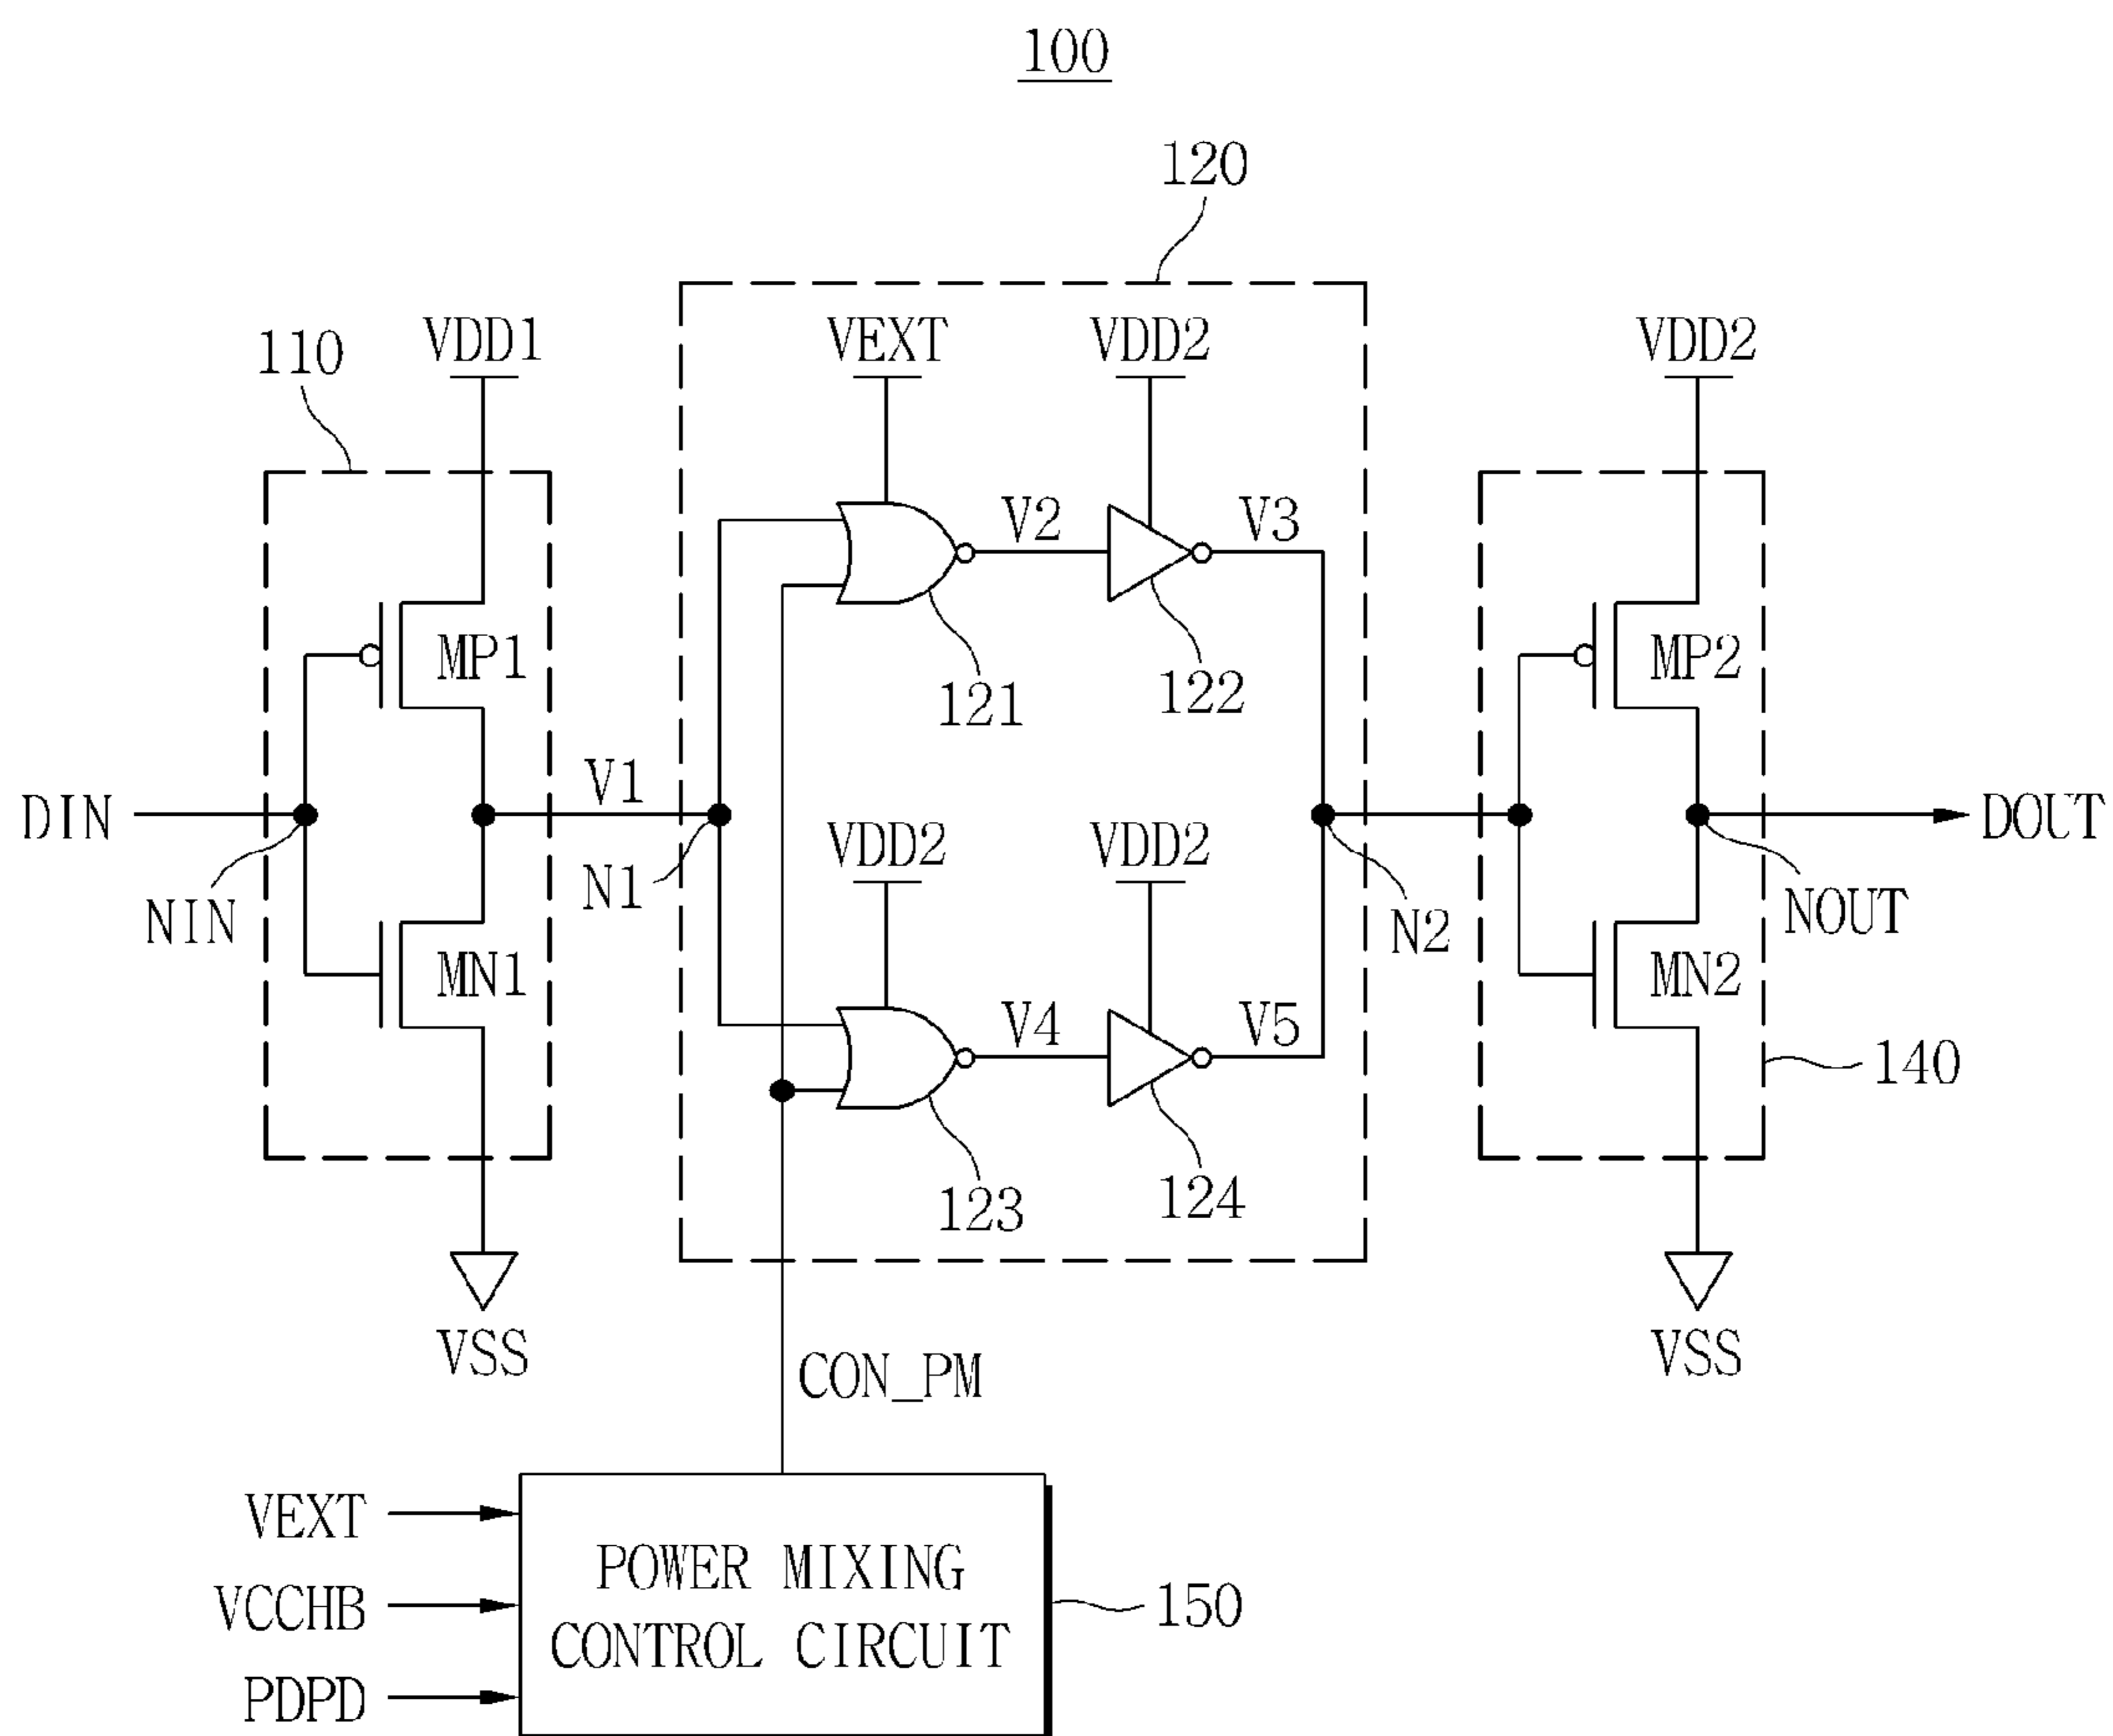 100
120
110
VDD1
VEXT
VDD2
VDD2
V2
V3
MP1
121
122
MP2
DIN
V1
N1
VDD2
VDD2
DOUT
NIN
N2
NOUT
MN1
V4
V5
MN2
140
123
124
VSS
VSS
CON_PM
VEXT
VCCHB
PDPD
POWER MIXING
CONTROL CIRCUIT
150